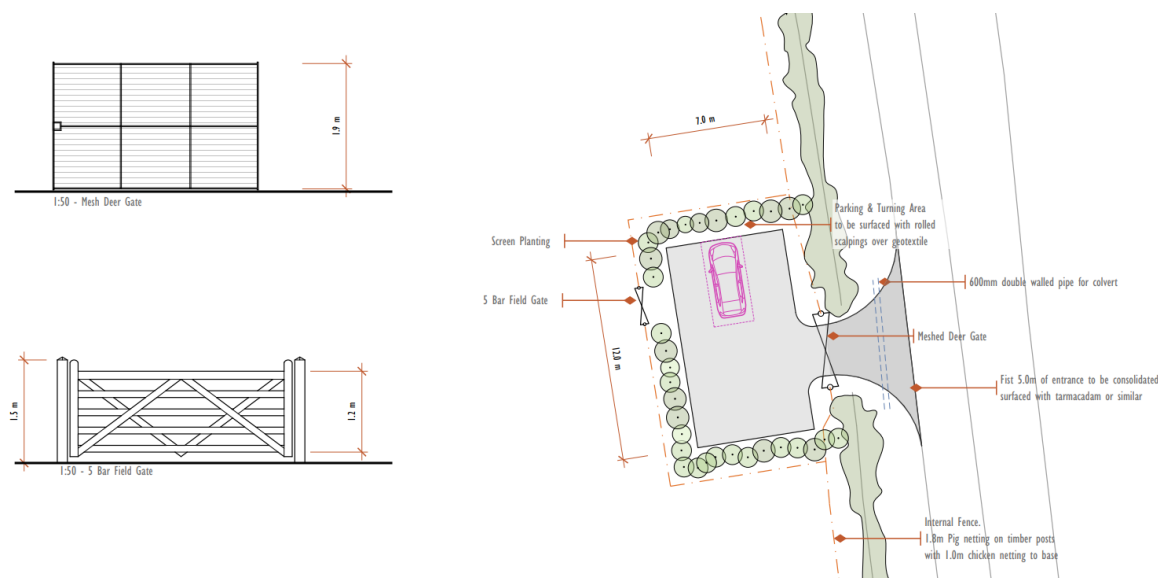 1.9 m
1:50 - Mesh Deer Gate
1.5 m
1.2 m
1:50 - 5 Bar Field Gate
7.0 m
Screen Planting
5 Bar Field Gate
12.0 m
Parking & Turning Area
to be surfaced with rolled
scalpings over geotextile
600mm double walled pipe for colvert
Meshed Deer Gate
Fist 5.0m of entrance to be consolidated
surfaced with tarmacadam or similar
Internal Fence.
1.8m Pig netting on timber posts
with 1.0m chicken netting to base